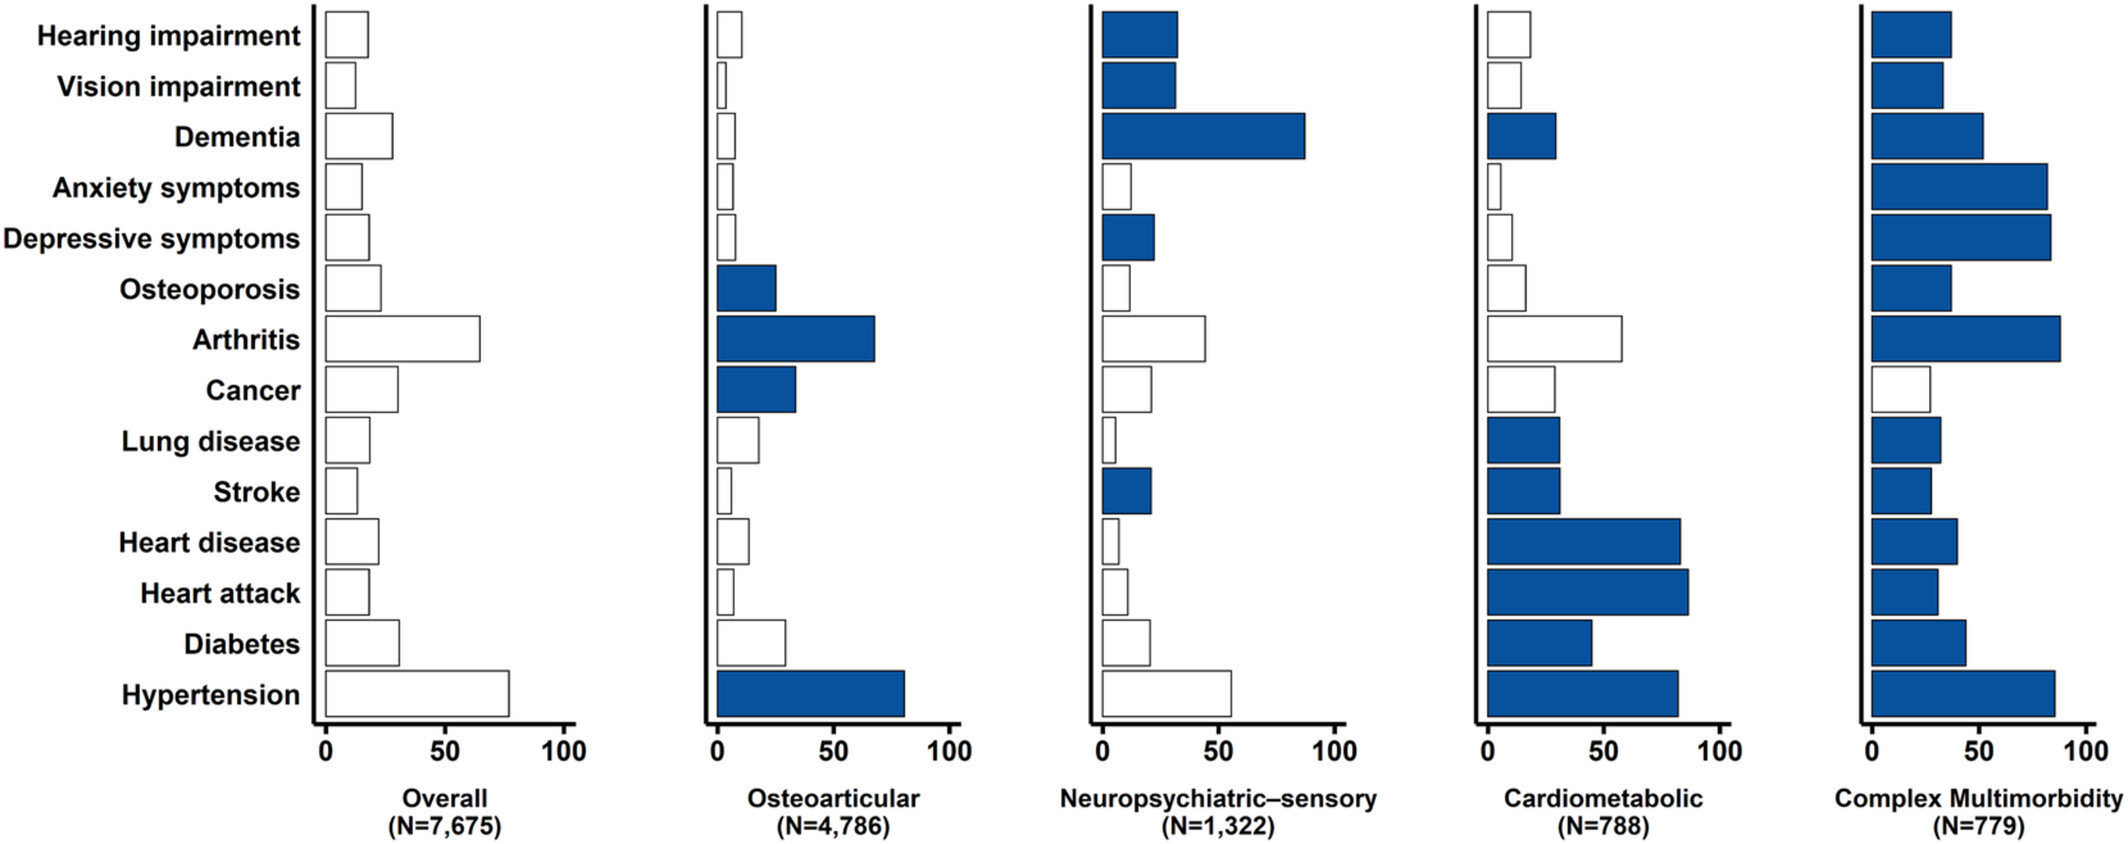 Hearing impairment
Vision impairment
Dementia
Anxiety symptoms
Depressive symptoms
Osteoporosis
Arthritis
Cancer
Lung disease
Stroke
Heart disease
Heart attack
Diabetes
Hypertension
0 50 100
Overall
(N=7,675)
0 50 100
Osteoarticular
(N=4,786)
0 50 100
Neuropsychiatric–sensory
(N=1,322)
0 50 100
Cardiometabolic
(N=788)
0 50 100
Complex Multimorbidity
(N=779)